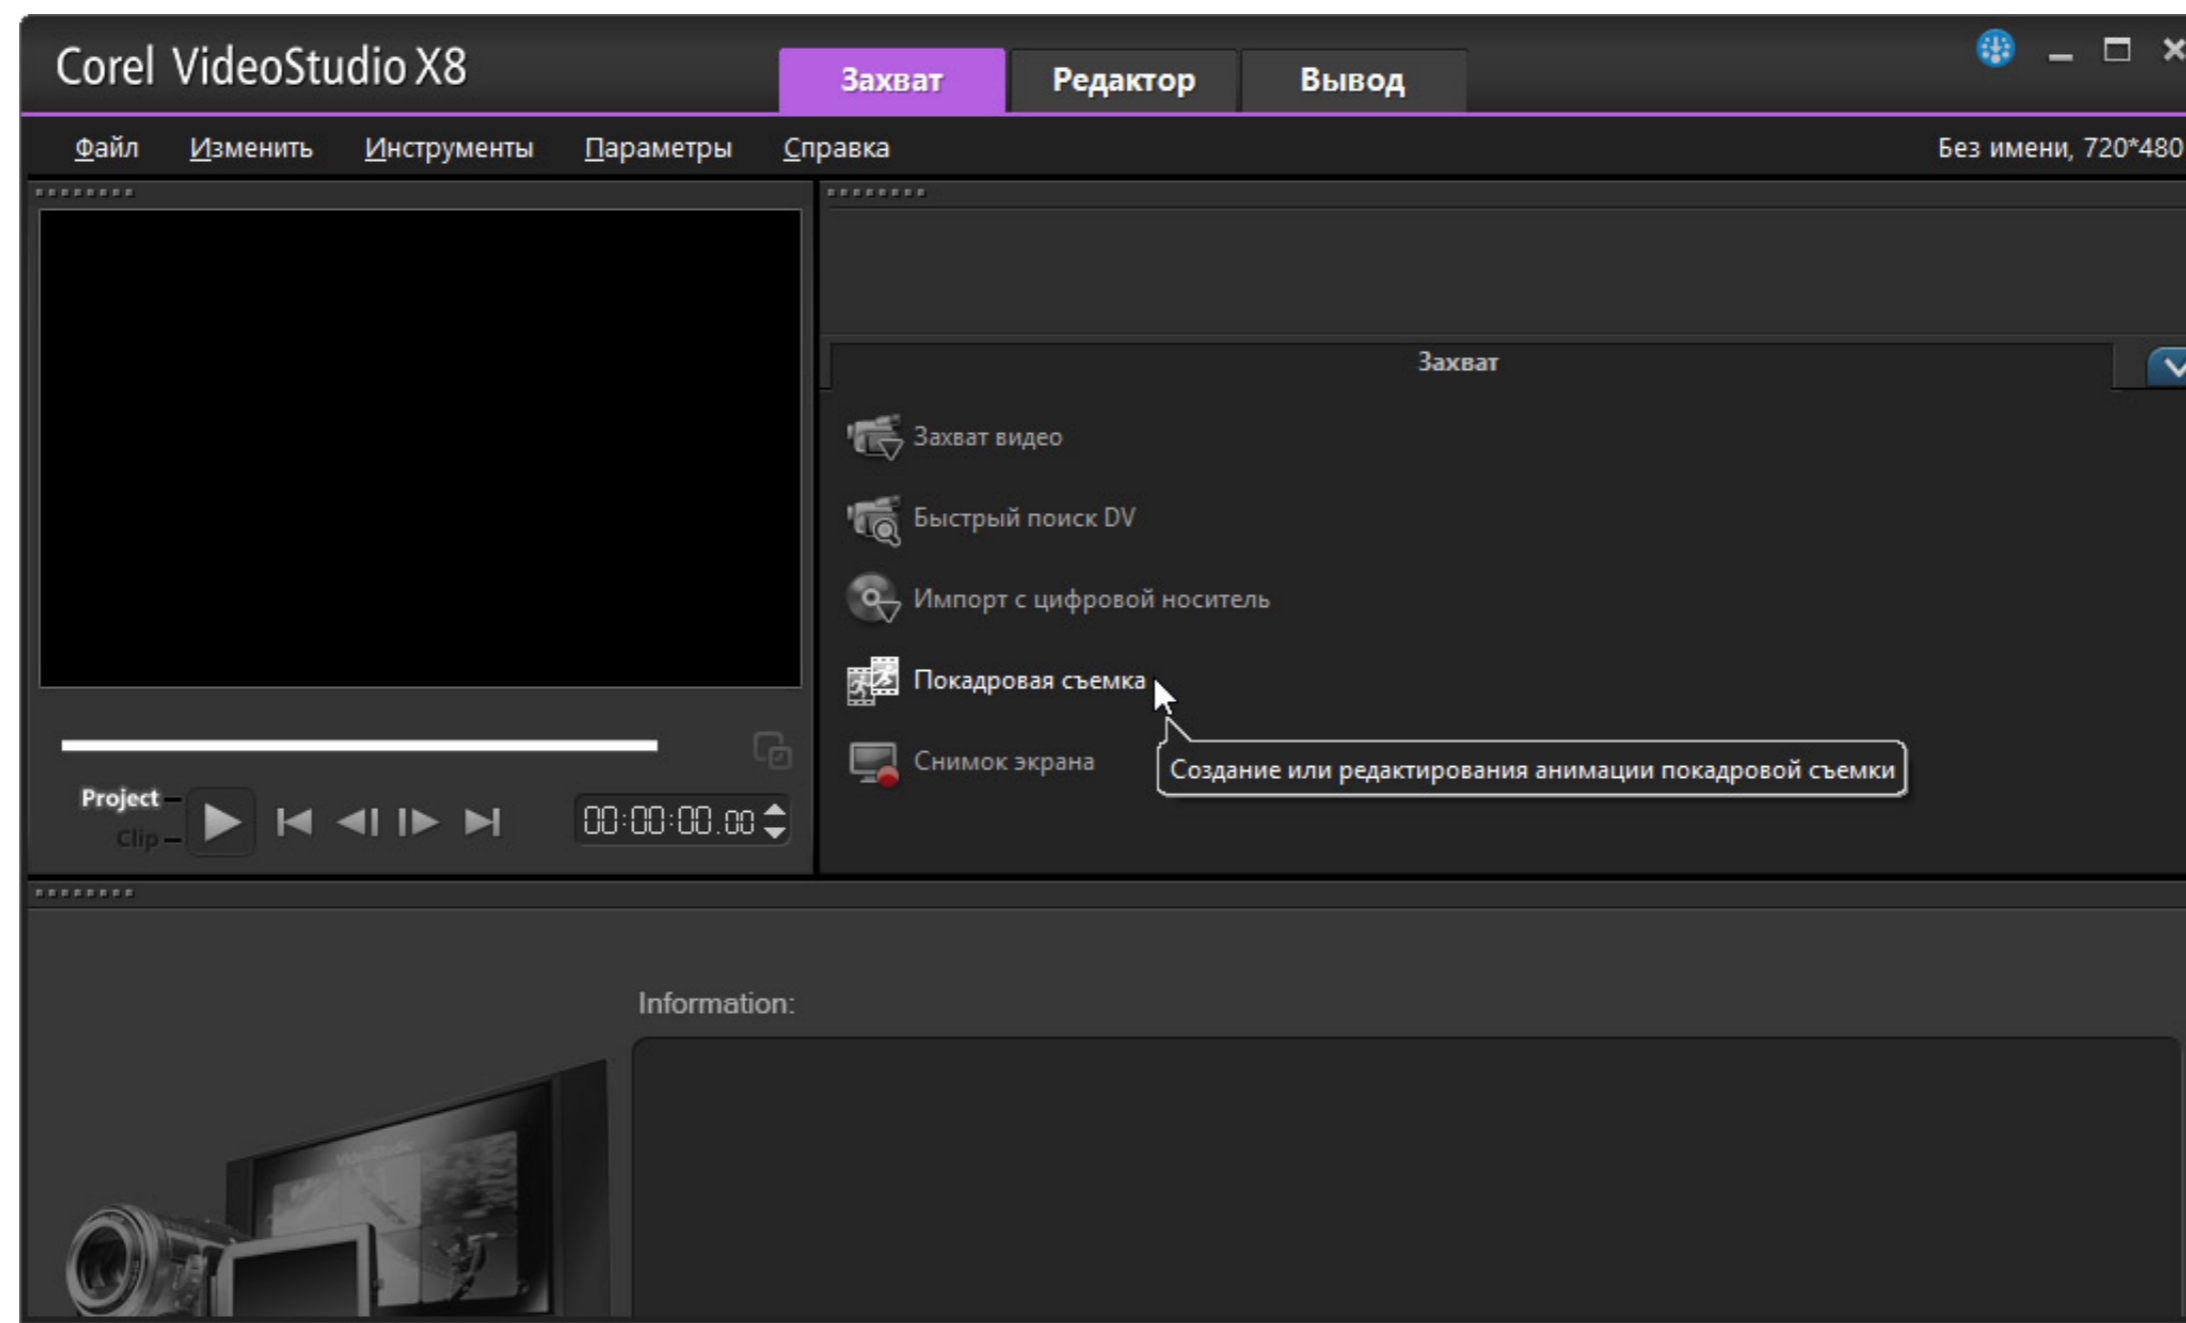 Corel VideoStudio X8
Захват
Редактор
Вывод
Файл
Изменить
Инструменты
Параметры
Справка
Без имени, 720*480
Захват
Захват видео
Быстрый поиск DV
Импорт с цифровой носитель
Покадровая съемка
Снимок экрана
Создание или редактирования анимации покадровой съемки
Project
Clip
00:00:00.00
Information:
VideoStudio